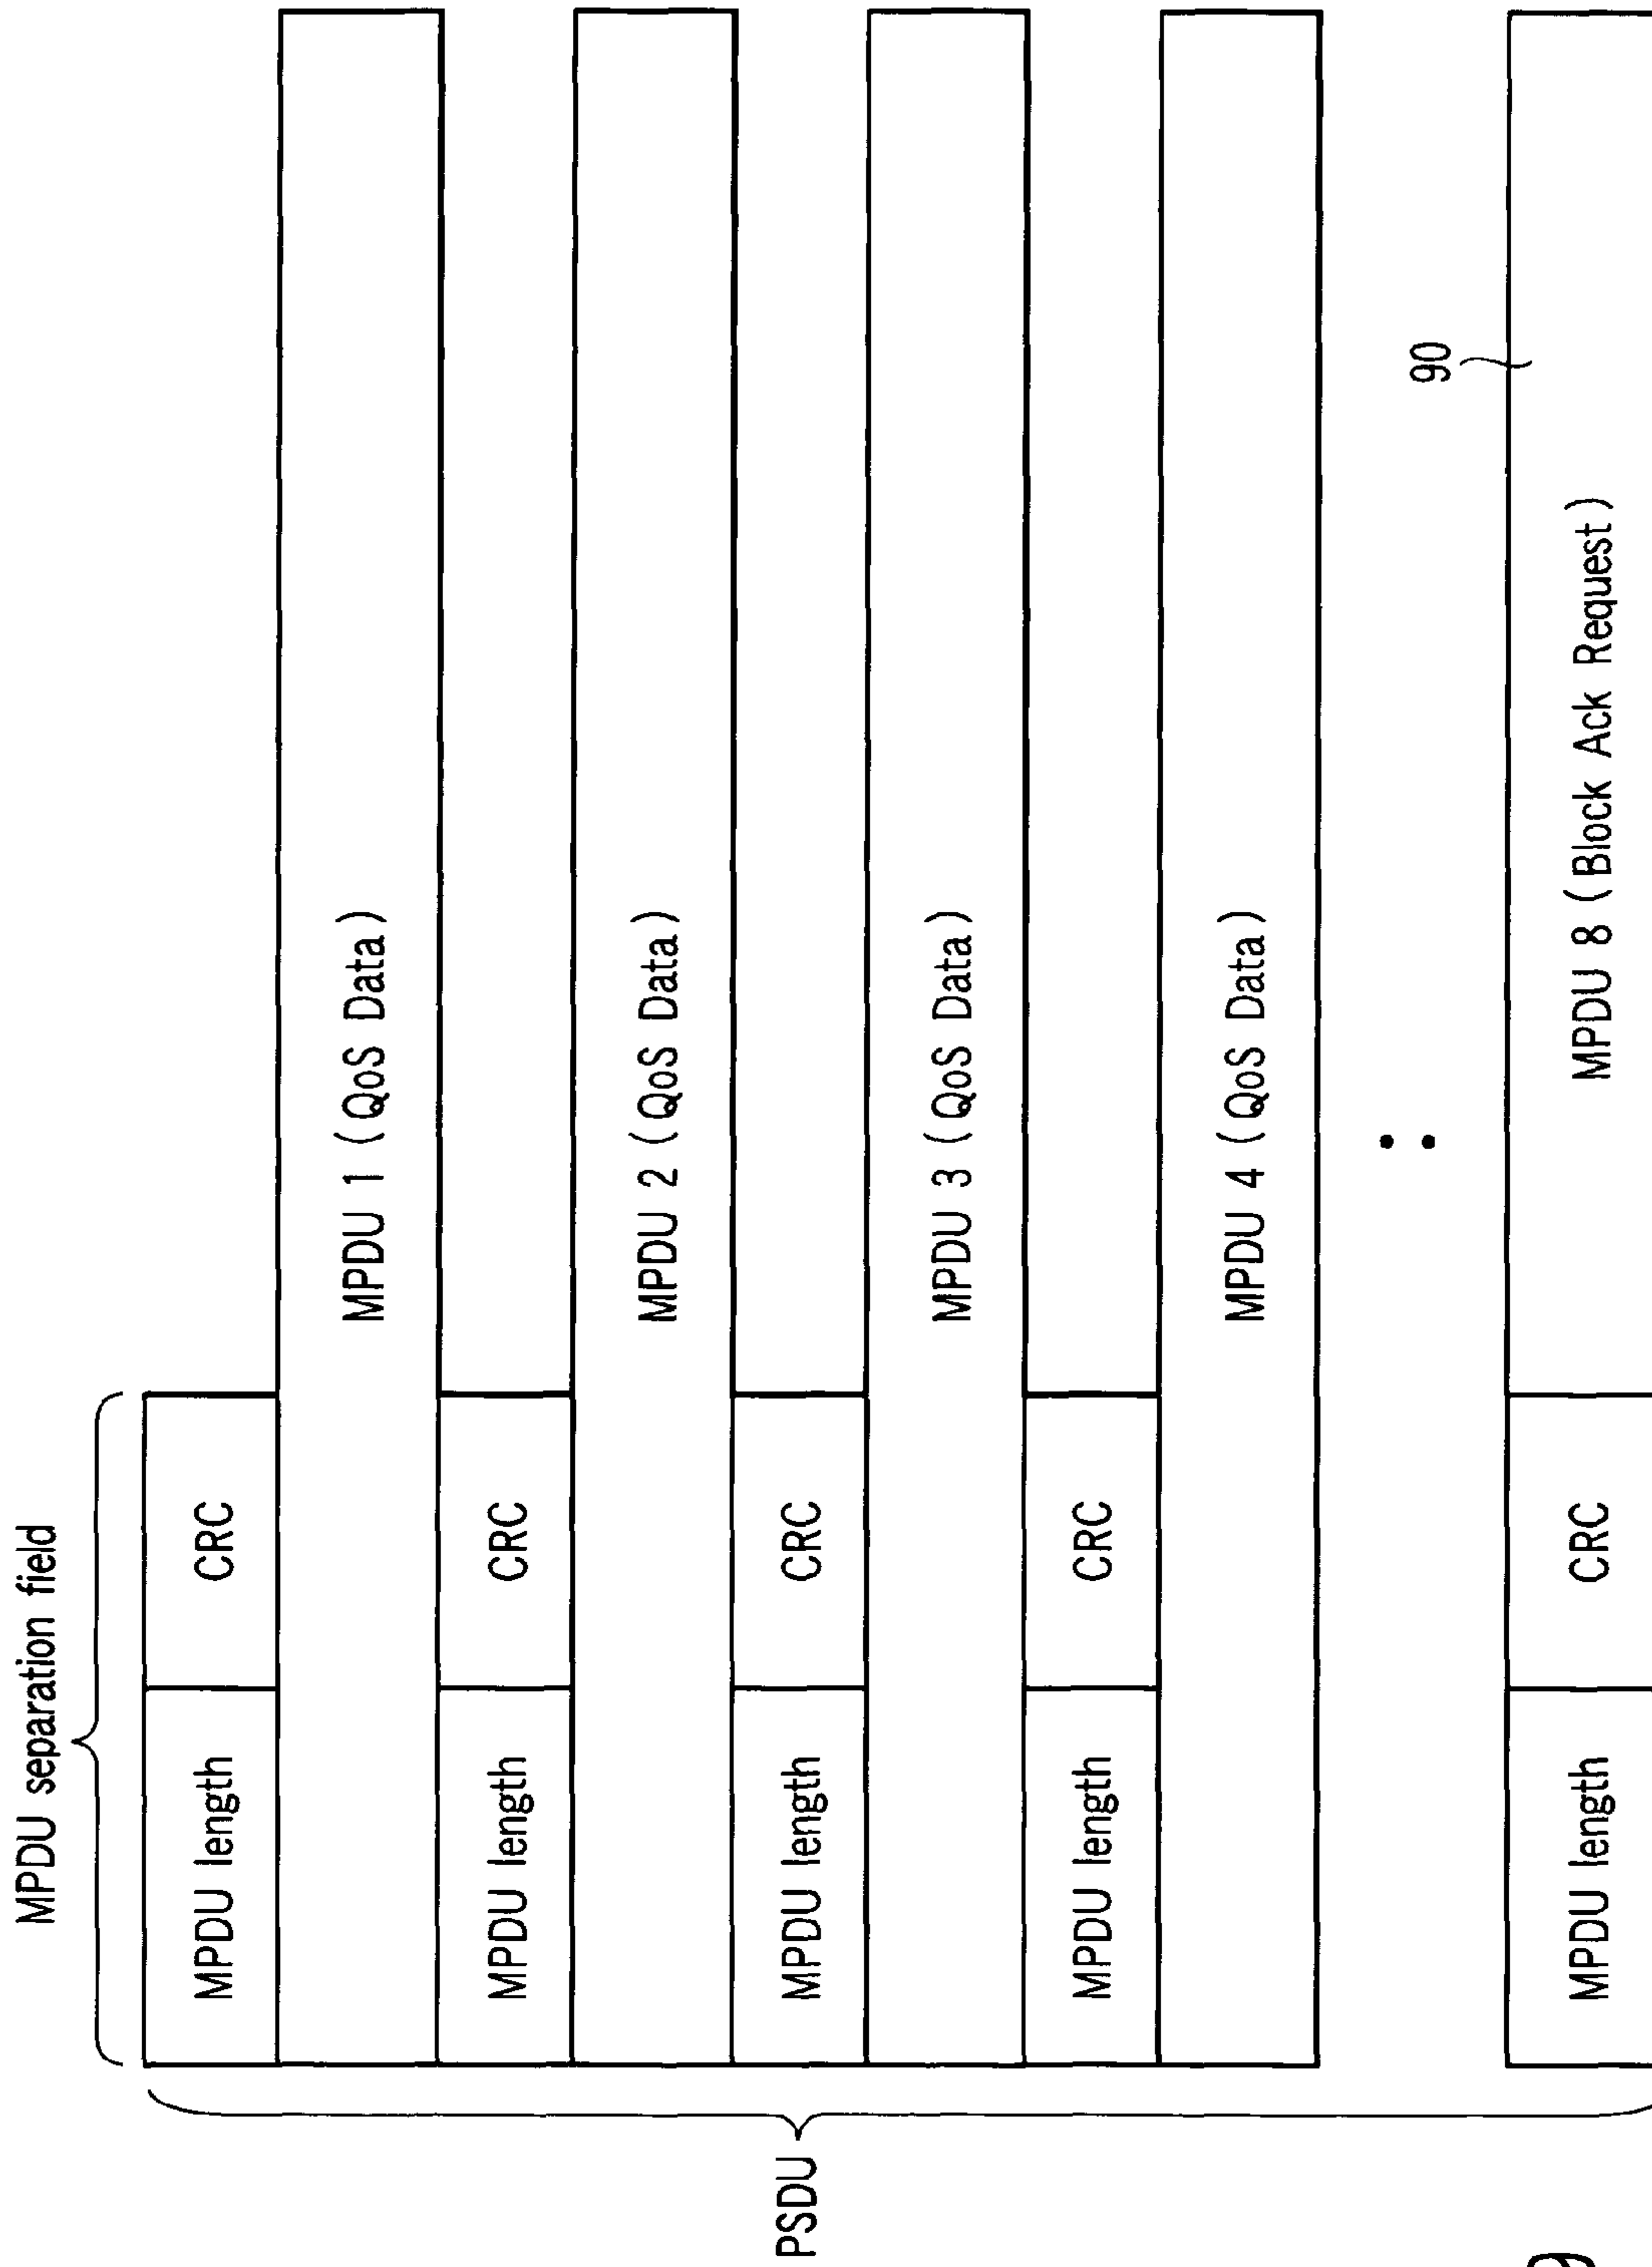 MPDU separation field
MPDU length
CRC
MPDU 1 (QoS Data)
MPDU length
CRC
MPDU 2 (QoS Data)
PSDU
MPDU length
CRC
MPDU 3 (QoS Data)
MPDU length
CRC
MPDU 4 (QoS Data)
90
MPDU length
CRC
MPDU 8 (Block Ack Request)